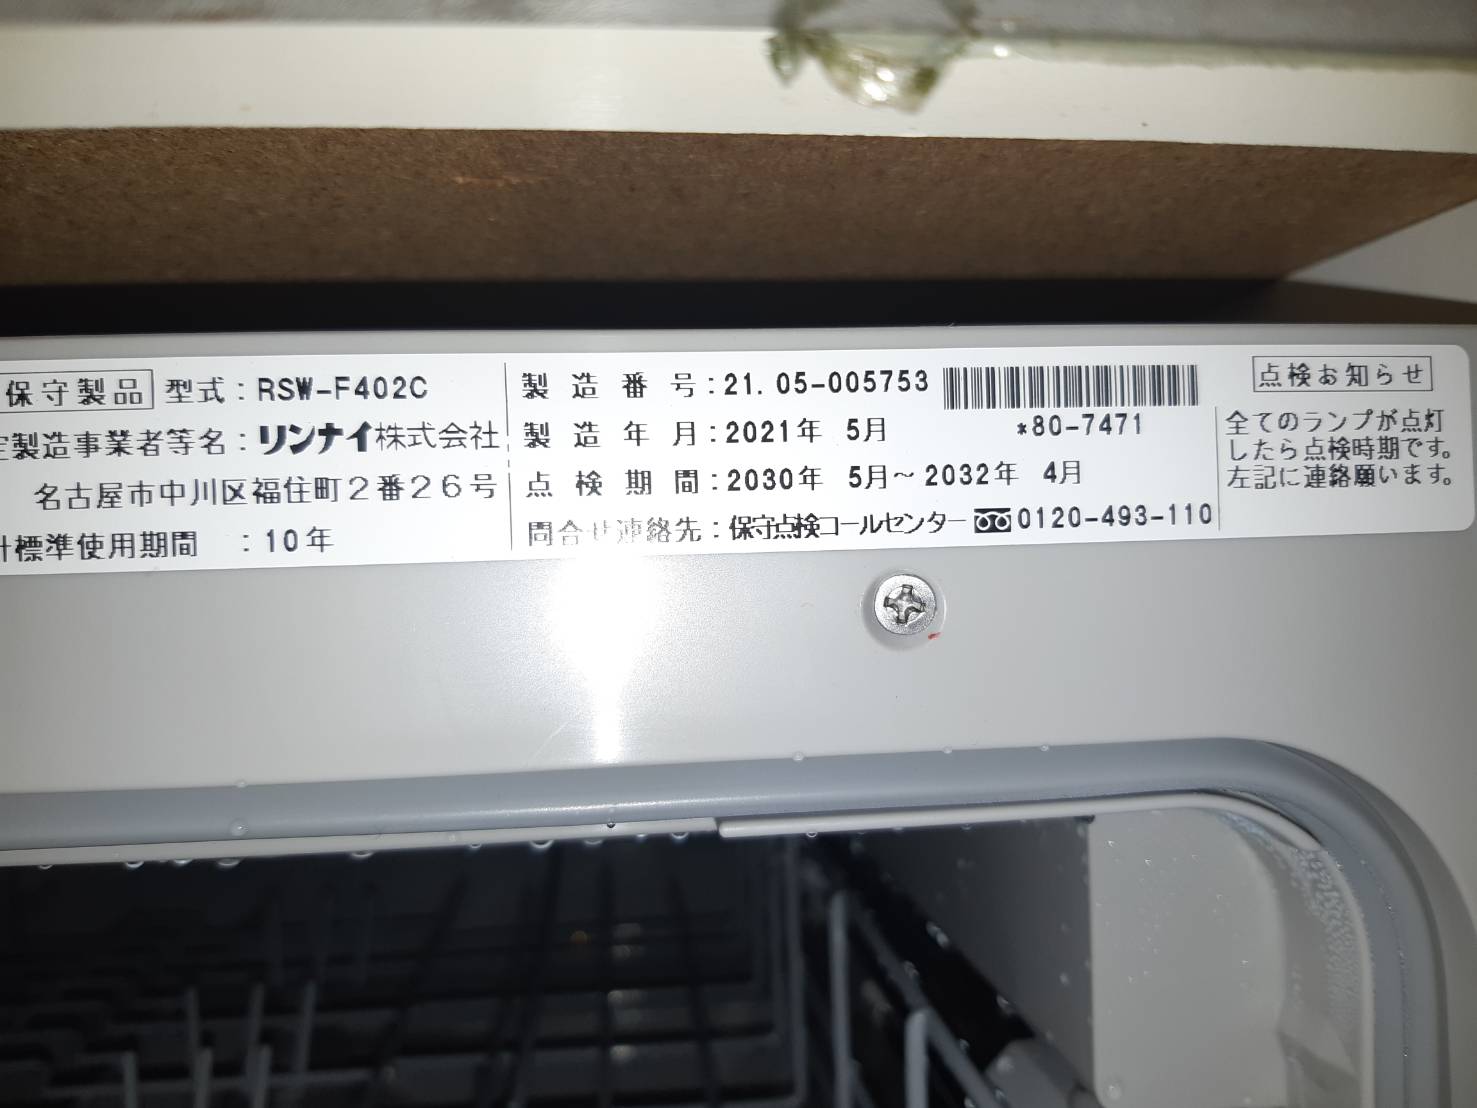 保守製品 型式：RSW-F402C
製造事業者等名：リンナイ株式会社
名古屋市中川区福住町２番２６号
標準使用期間 ：10年
製造番号：21.05-005753
製造年月：2021年 5月 *80-7471
点検期間：2030年 5月～2032年 4月
問合せ連絡先：保守点検コールセンター 0120-493-110
点検お知らせ
全てのランプが点灯
したら点検時期です。
左記に連絡願います。